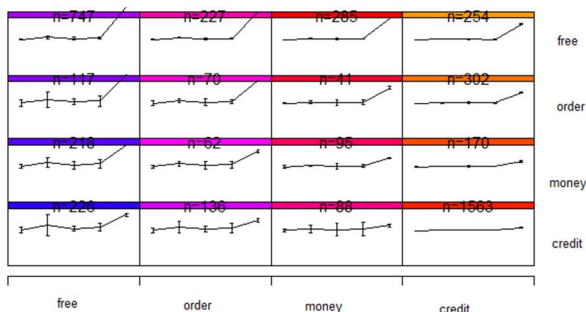 n=747 n=227 n=285 n=254
free
n=117 n=70 n=41 n=302
order
n=218 n=62 n=95 n=170
money
n=226 n=136 n=88 n=1563
credit
free order money credit